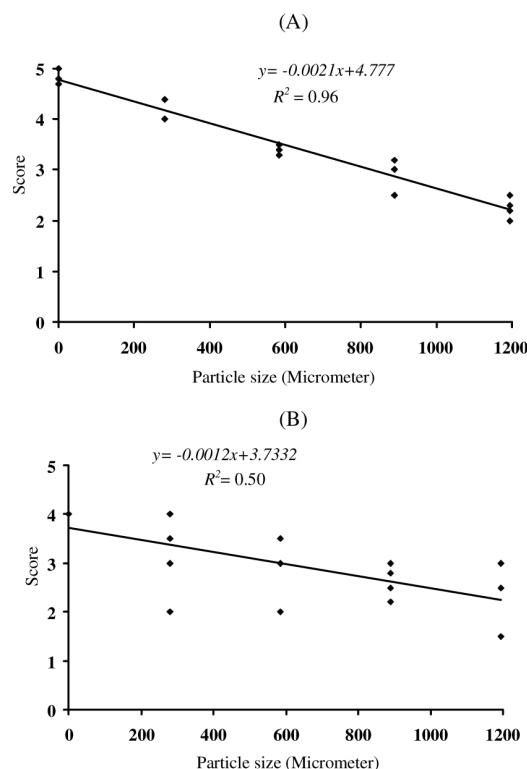 (A)
y= -0.0021x+4.777
R² = 0.96
5
4
3
2
1
0
Score
0 200 400 600 800 1000 1200
Particle size (Micrometer)
(B)
y= -0.0012x+3.7332
R²= 0.50
5
4
3
2
1
0
Score
0 200 400 600 800 1000 1200
Particle size (Micrometer)